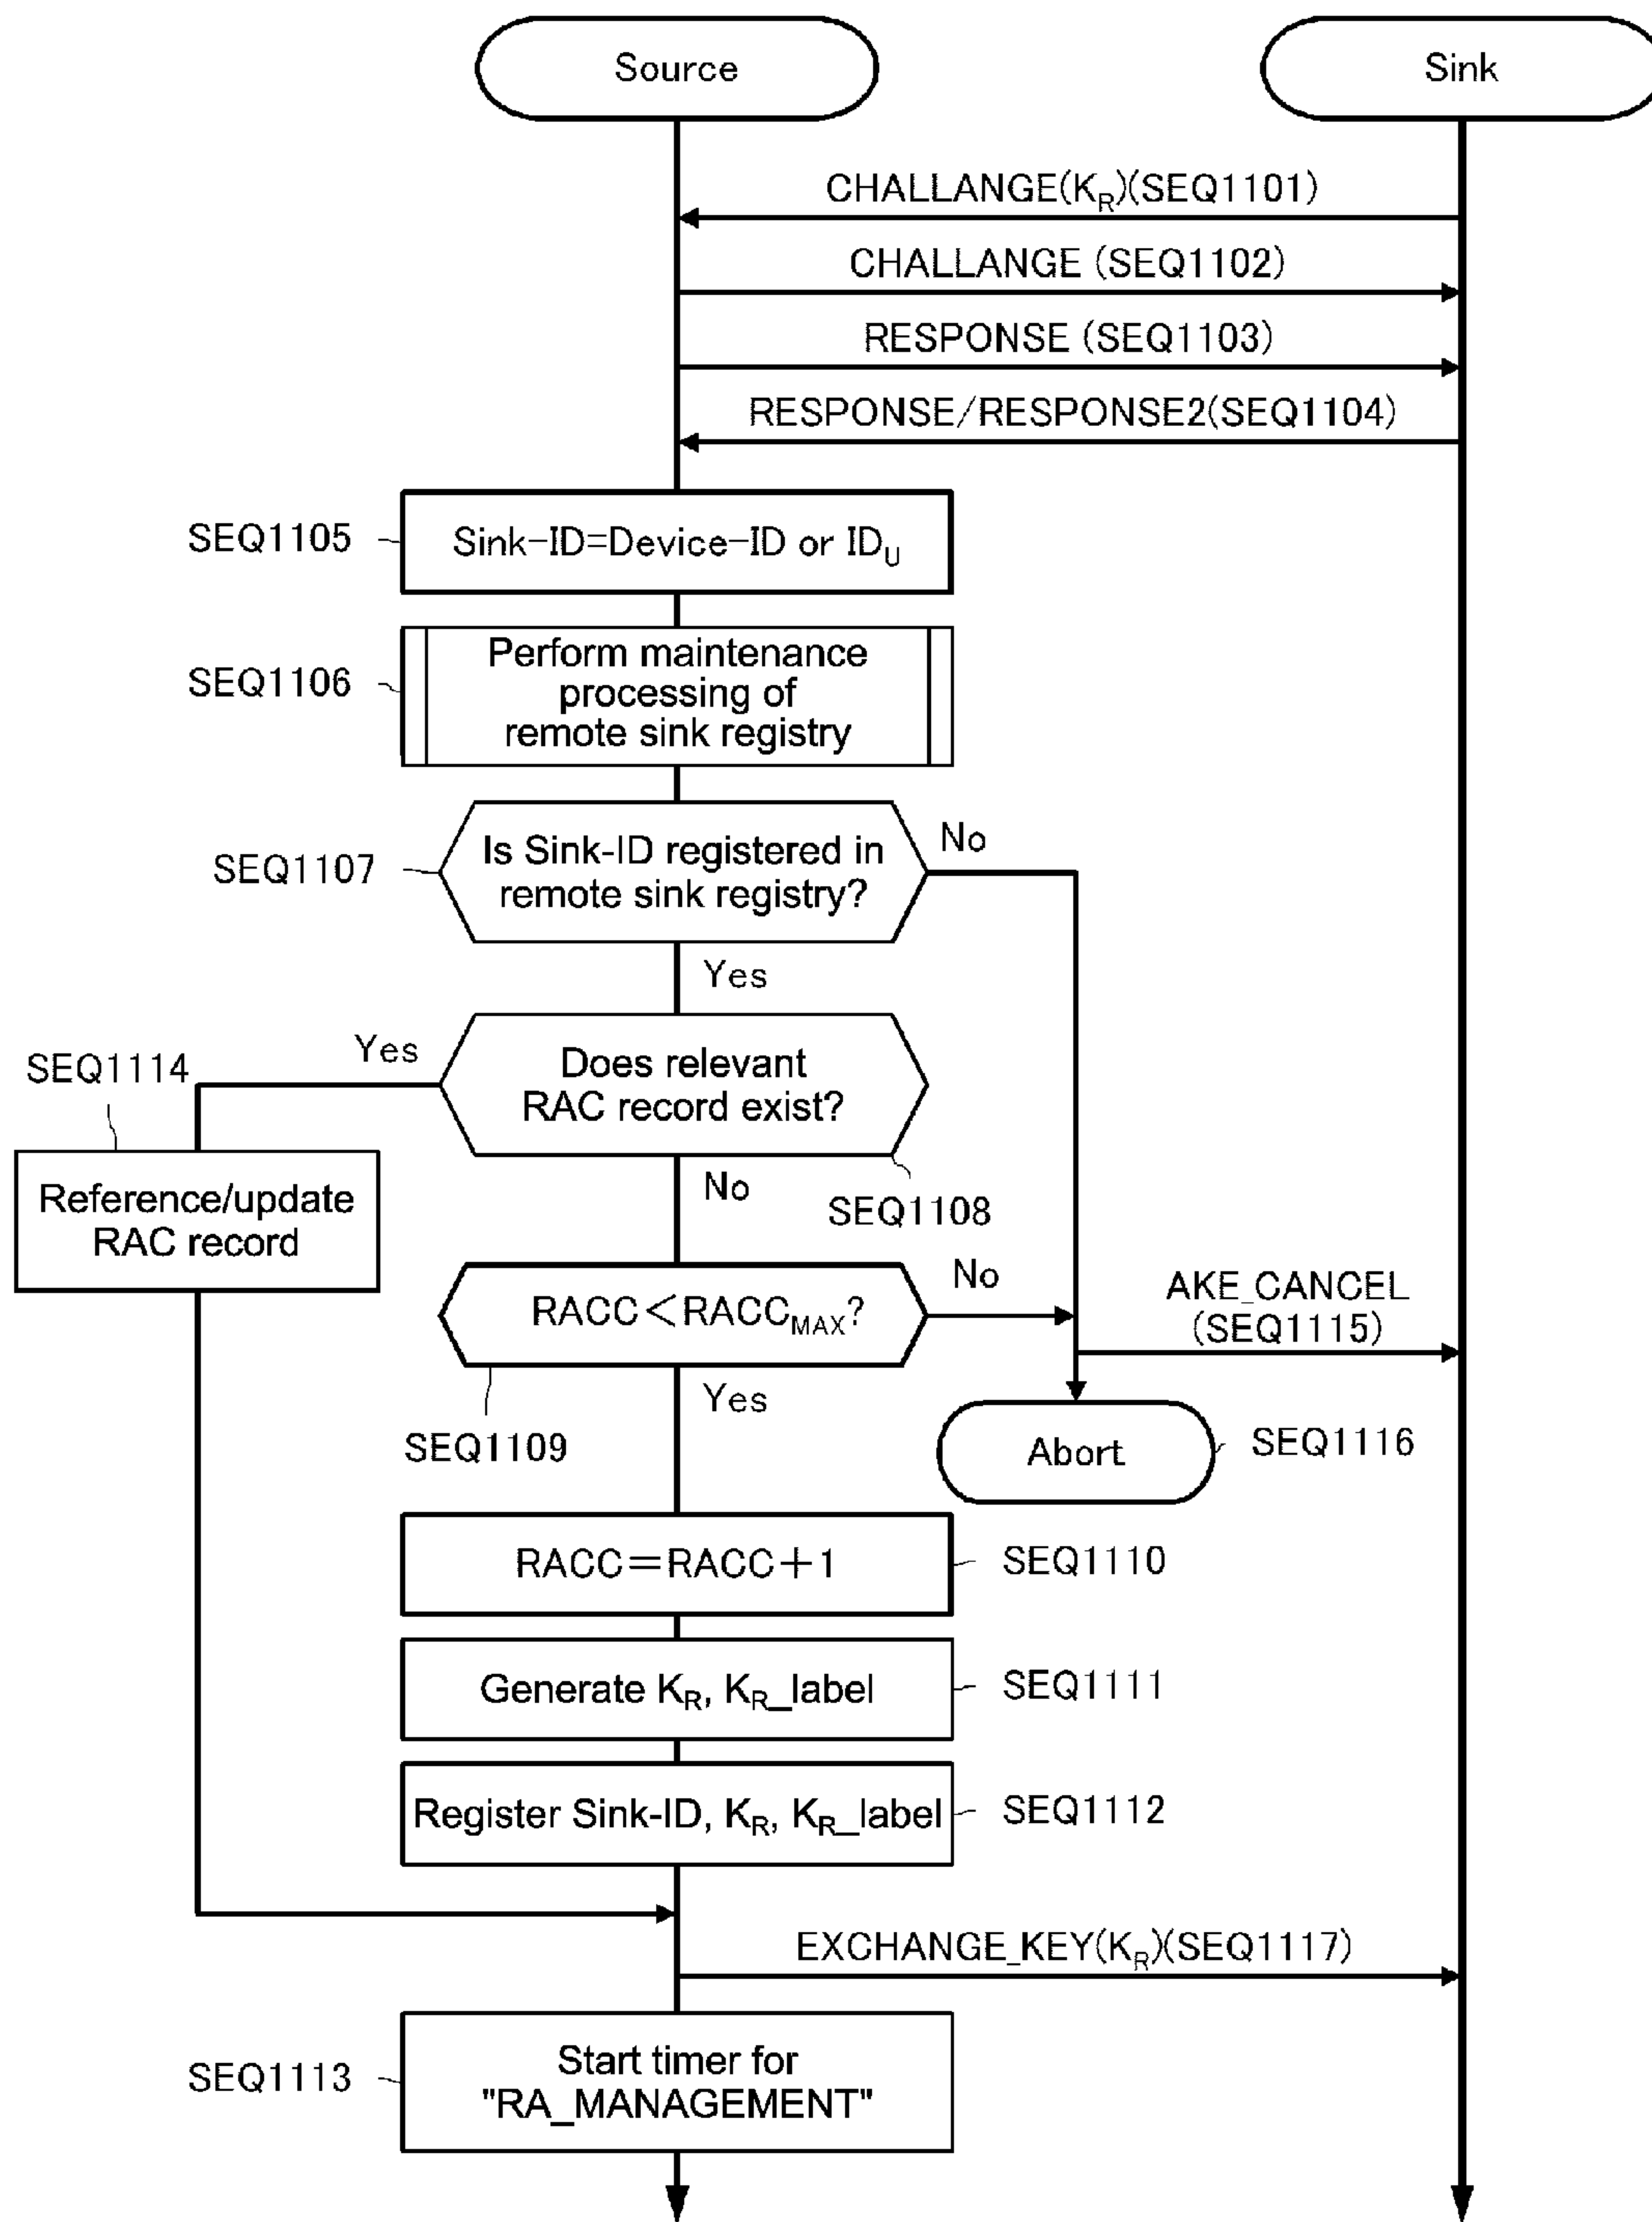 Source
Sink
CHALLANGE(KR)(SEQ1101)
CHALLANGE (SEQ1102)
RESPONSE (SEQ1103)
RESPONSE/RESPONSE2(SEQ1104)
SEQ1105
Sink-ID=Device-ID or IDU
SEQ1106
Perform maintenance
processing of
remote sink registry
SEQ1107
Is Sink-ID registered in
remote sink registry?
No
Yes
SEQ1114
Yes
Does relevant
RAC record exist?
Reference/update
RAC record
No
SEQ1108
RACC<RACCMAX?
No
AKE_CANCEL
(SEQ1115)
SEQ1109
Yes
Abort
SEQ1116
RACC=RACC+1
SEQ1110
Generate KR, KR_label
SEQ1111
Register Sink-ID, KR, KR_label
SEQ1112
EXCHANGE_KEY(KR)(SEQ1117)
SEQ1113
Start timer for
"RA_MANAGEMENT"